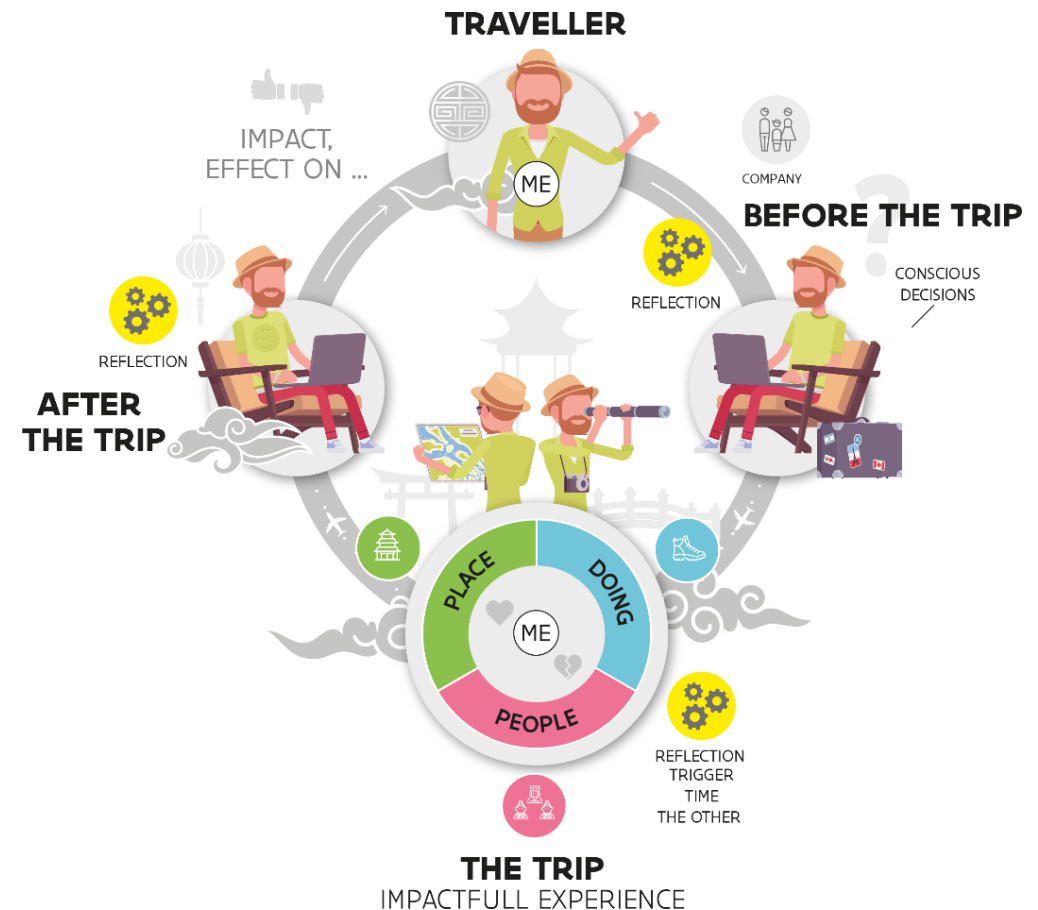 TRAVELLER
IMPACT,
EFFECT ON ...
ME
COMPANY
BEFORE THE TRIP
?
CONSCIOUS
DECISIONS
REFLECTION
REFLECTION
AFTER
THE TRIP
PLACE
DOING
ME
PEOPLE
REFLECTION
TRIGGER
TIME
THE OTHER
THE TRIP
IMPACTFULL EXPERIENCE